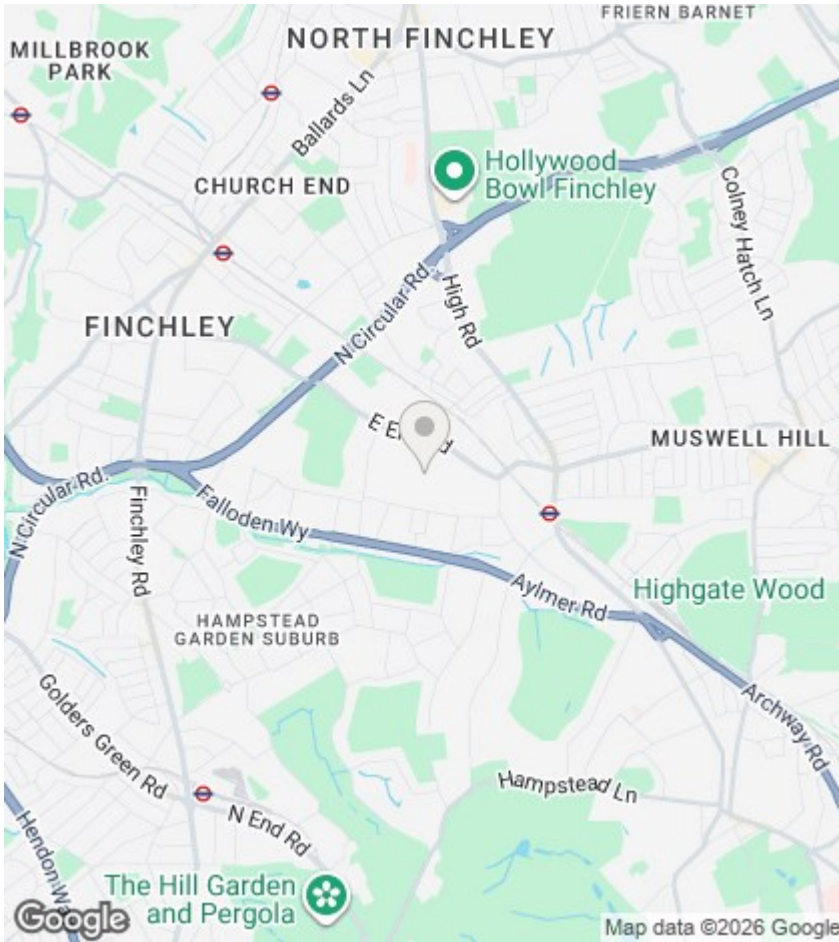 FRIERN BARNET
NORTH FINCHLEY
MILLBROOK
PARK
Ballards Ln
Hollywood
Bowl Finchley
CHURCH END
Colney Hatch Ln
N Circular Rd.
High Rd
FINCHLEY
MUSWELL HILL
N Circular Rd.
Finchley Rd
Falloden Wy
Aylmer Rd
Highgate Wood
HAMPSTEAD
GARDEN SUBURB
Archway Rd
Golders Green Rd
Hampstead Ln
N End Rd
Hendon Wa
The Hill Garden
and Pergola
Google
Map data ©2026 Google